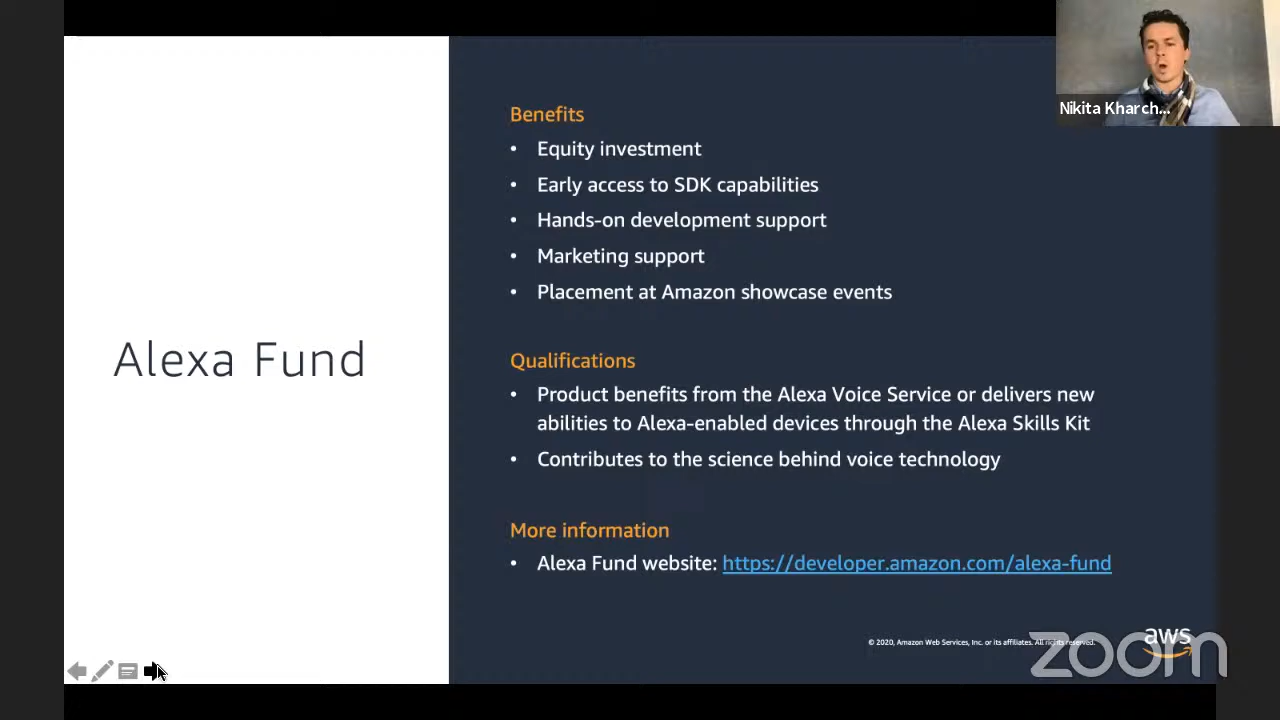 Nikita Kharch...
Benefits
• Equity investment
• Early access to SDK capabilities
• Hands-on development support
• Marketing support
• Placement at Amazon showcase events
Alexa Fund
Qualifications
• Product benefits from the Alexa Voice Service or delivers new
abilities to Alexa-enabled devices through the Alexa Skills Kit
• Contributes to the science behind voice technology
More information
• Alexa Fund website: https://developer.amazon.com/alexa-fund
© 2020, Amazon Web Services, Inc. or its affiliates. All rights reserved.
aws
zoom